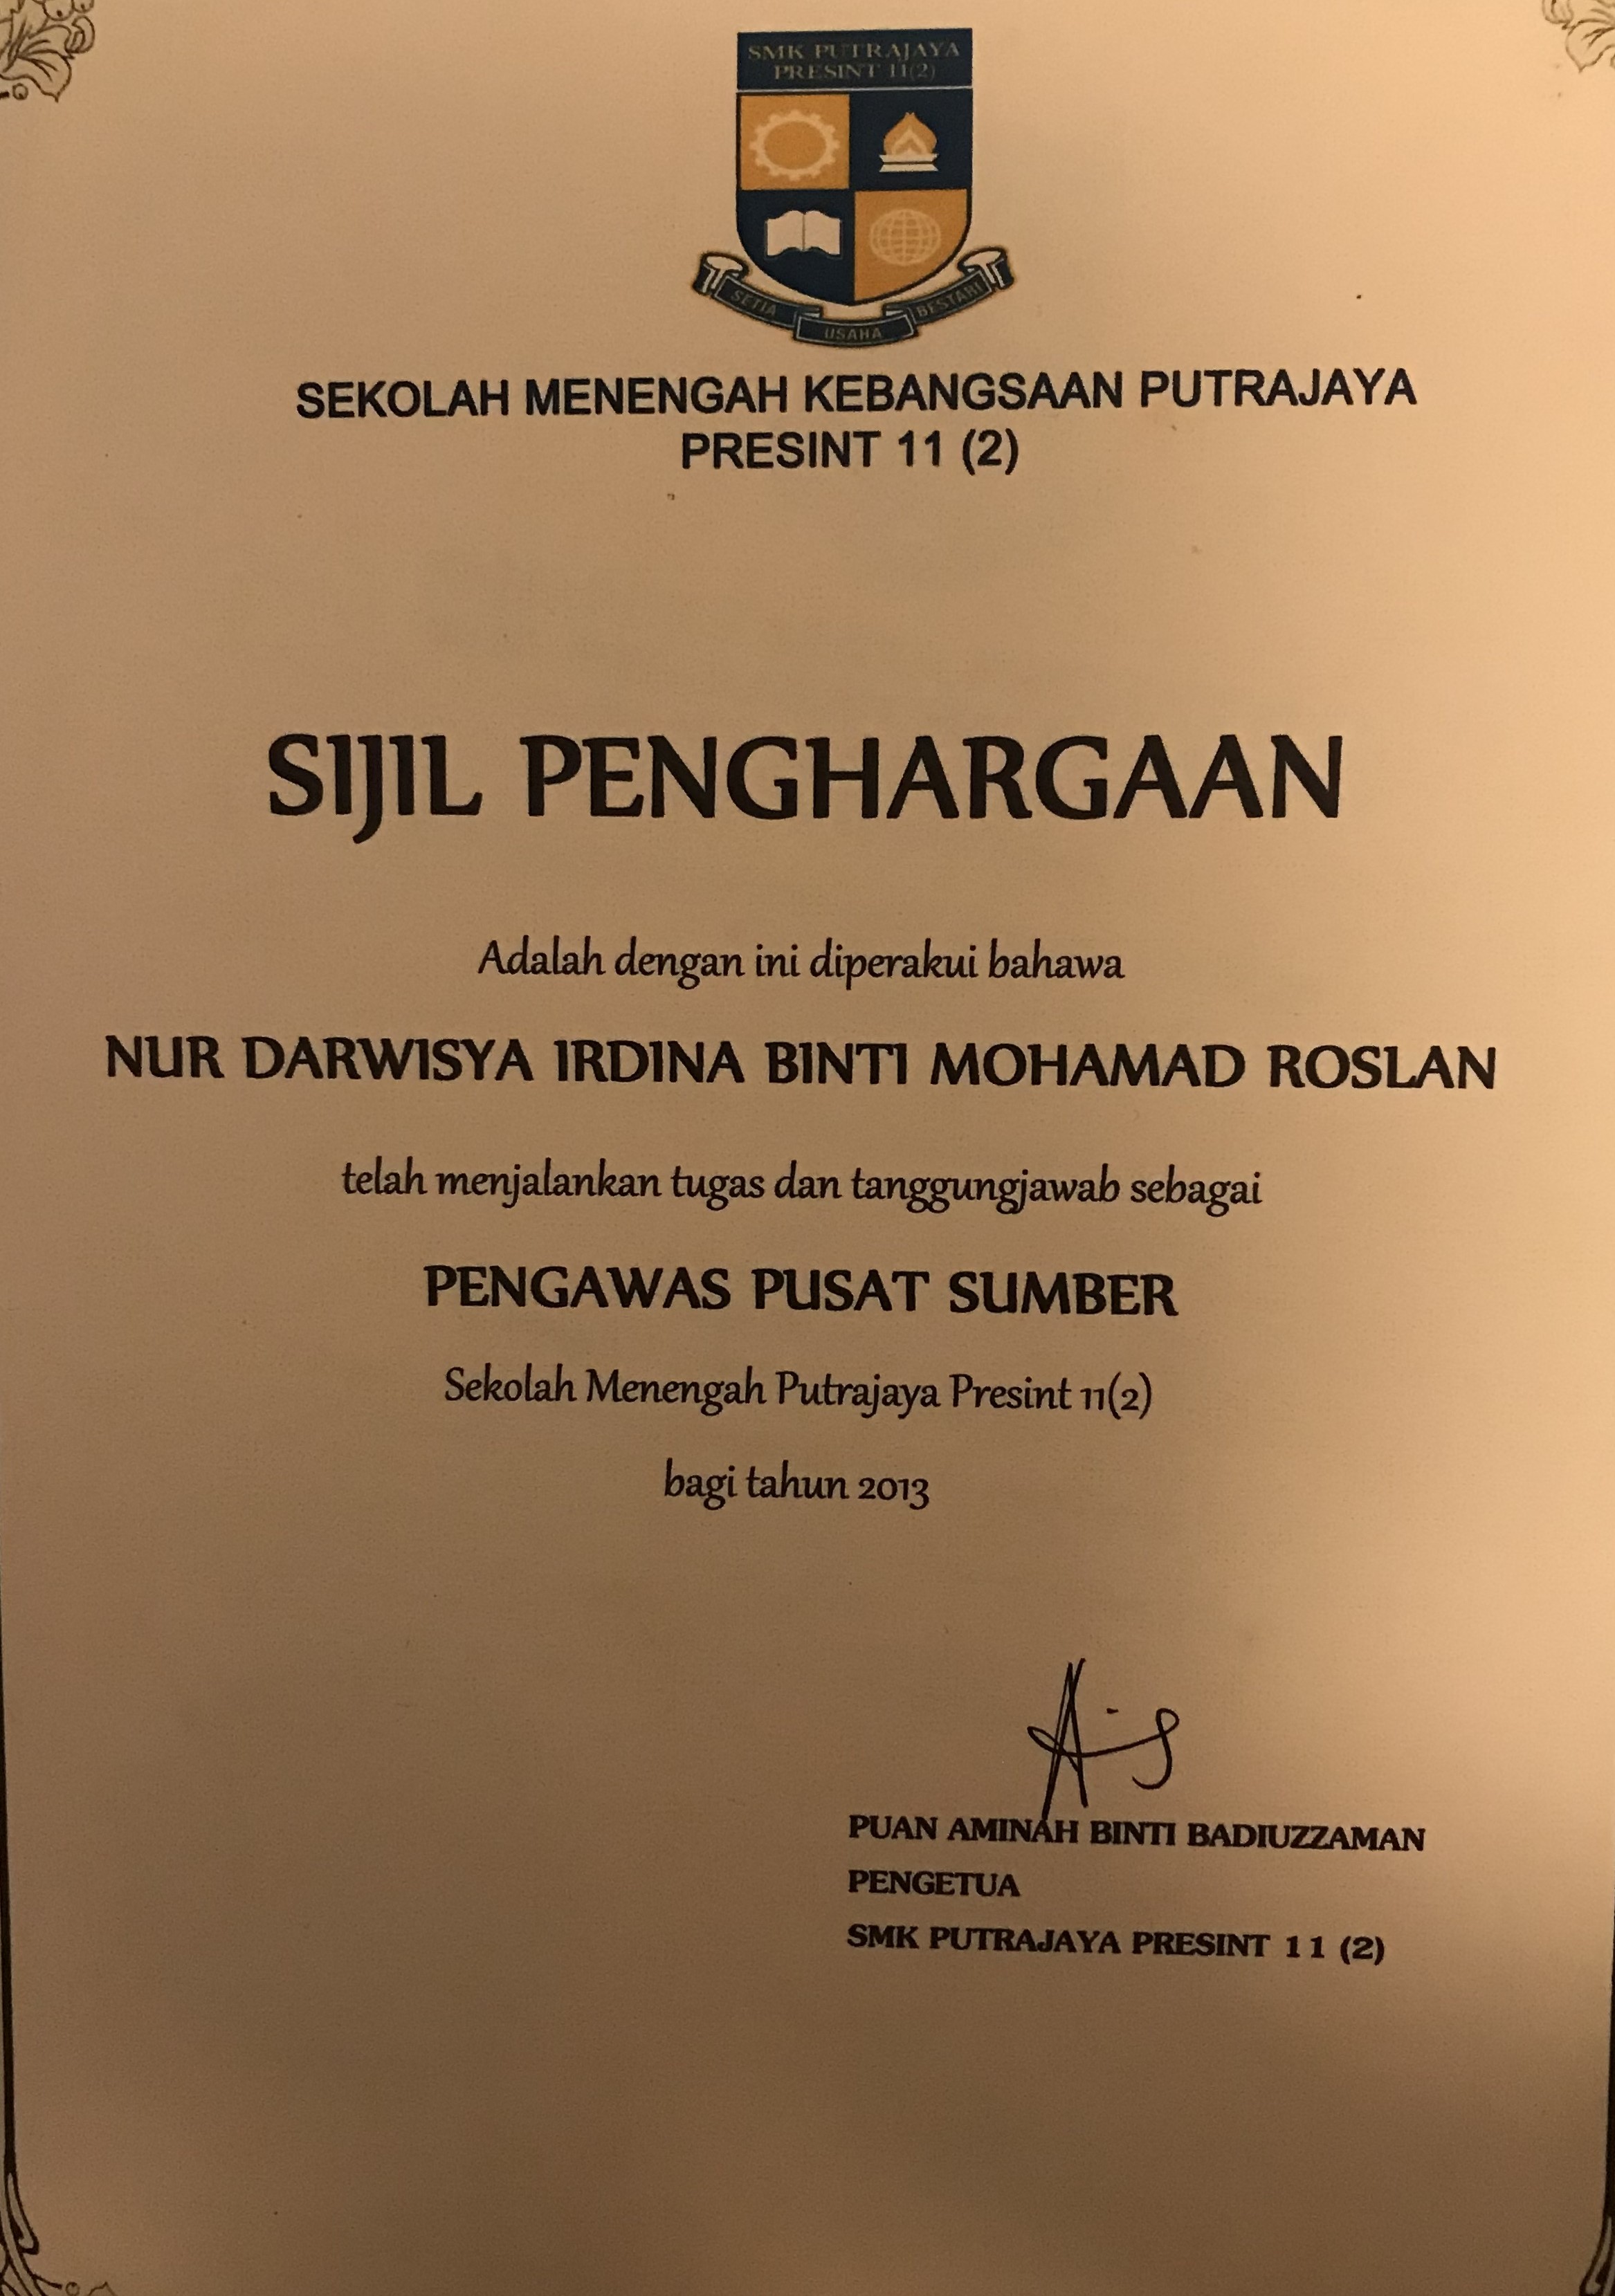 SMK PUTRAJAYA
PRESINT 11(2)
SETIA
USAHA
BESTARI
SEKOLAH MENENGAH KEBANGSAAN PUTRAJAYA
PRESINT 11 (2)
SIJIL PENGHARGAAN
Adalah dengan ini diperakui bahawa
NUR DARWISYA IRDINA BINTI MOHAMAD ROSLAN
telah menjalankan tugas dan tanggungjawab sebagai
PENGAWAS PUSAT SUMBER
Sekolah Menengah Putrajaya Presint 11(2)
bagi tahun 2013
PUAN AMINAH BINTI BADIUZZAMAN
PENGETUA
SMK PUTRAJAYA PRESINT 11 (2)